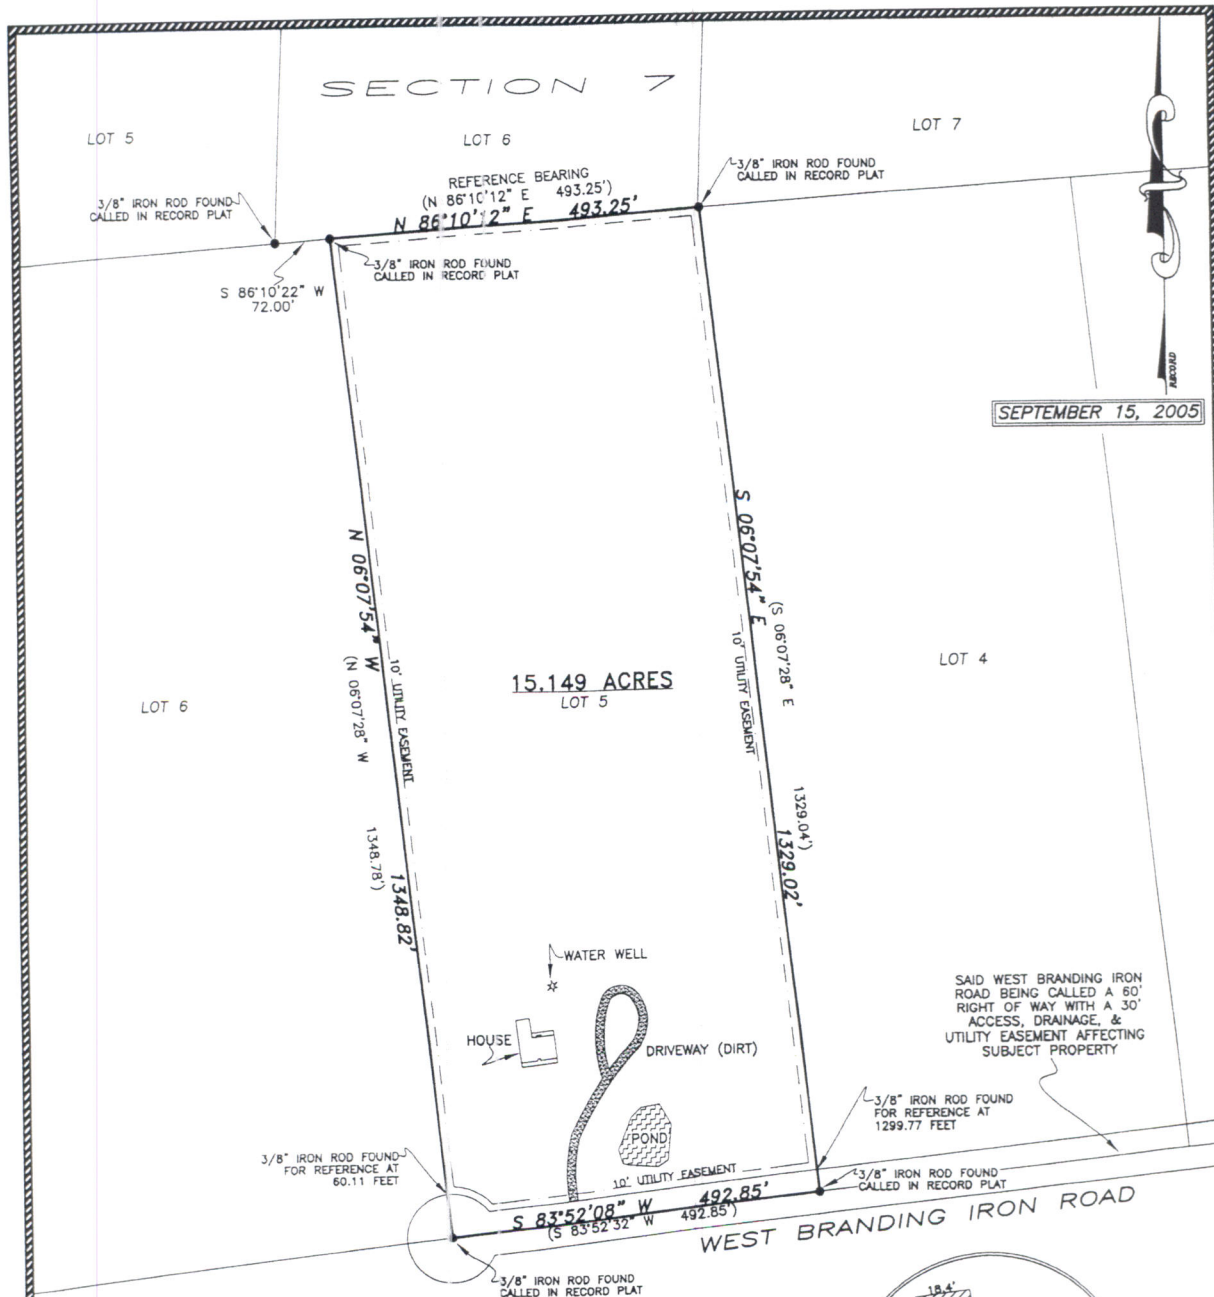 SECTION 7
LOT 5
LOT 6
LOT 7
3/8" IRON ROD FOUND
CALLED IN RECORD PLAT
REFERENCE BEARING
(N 86°10'12" E 493.25')
N 86°10'12" E 493.25'
3/8" IRON ROD FOUND
CALLED IN RECORD PLAT
3/8" IRON ROD FOUND
CALLED IN RECORD PLAT
S 86°10'22" W
72.00'
RECORD
SEPTEMBER 15, 2005
N 06°07'54" W 1348.82'
(N 06°07'28" W 1348.78')
10' UTILITY EASEMENT
S 06°07'54" E 1329.02'
(S 06°07'28" E 1329.04')
10' UTILITY EASEMENT
15.149 ACRES
LOT 5
LOT 6
LOT 4
WATER WELL
HOUSE
DRIVEWAY (DIRT)
POND
SAID WEST BRANDING IRON
ROAD BEING CALLED A 60'
RIGHT OF WAY WITH A 30'
ACCESS, DRAINAGE, &
UTILITY EASEMENT AFFECTING
SUBJECT PROPERTY
3/8" IRON ROD FOUND
FOR REFERENCE AT
1299.77 FEET
3/8" IRON ROD FOUND
FOR REFERENCE AT
60.11 FEET
10' UTILITY EASEMENT
3/8" IRON ROD FOUND
CALLED IN RECORD PLAT
S 83°52'08" W 492.85'
(S 83°52'32" W 492.85')
WEST BRANDING IRON ROAD
3/8" IRON ROD FOUND
CALLED IN RECORD PLAT
18.4'